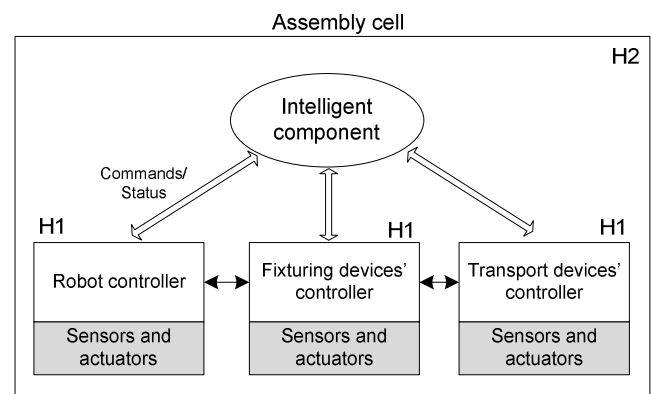 Assembly cell
H2
Intelligent
component
Commands/
Status
H1
H1
H1
Robot controller
Fixturing devices’
controller
Transport devices’
controller
Sensors and
actuators
Sensors and
actuators
Sensors and
actuators